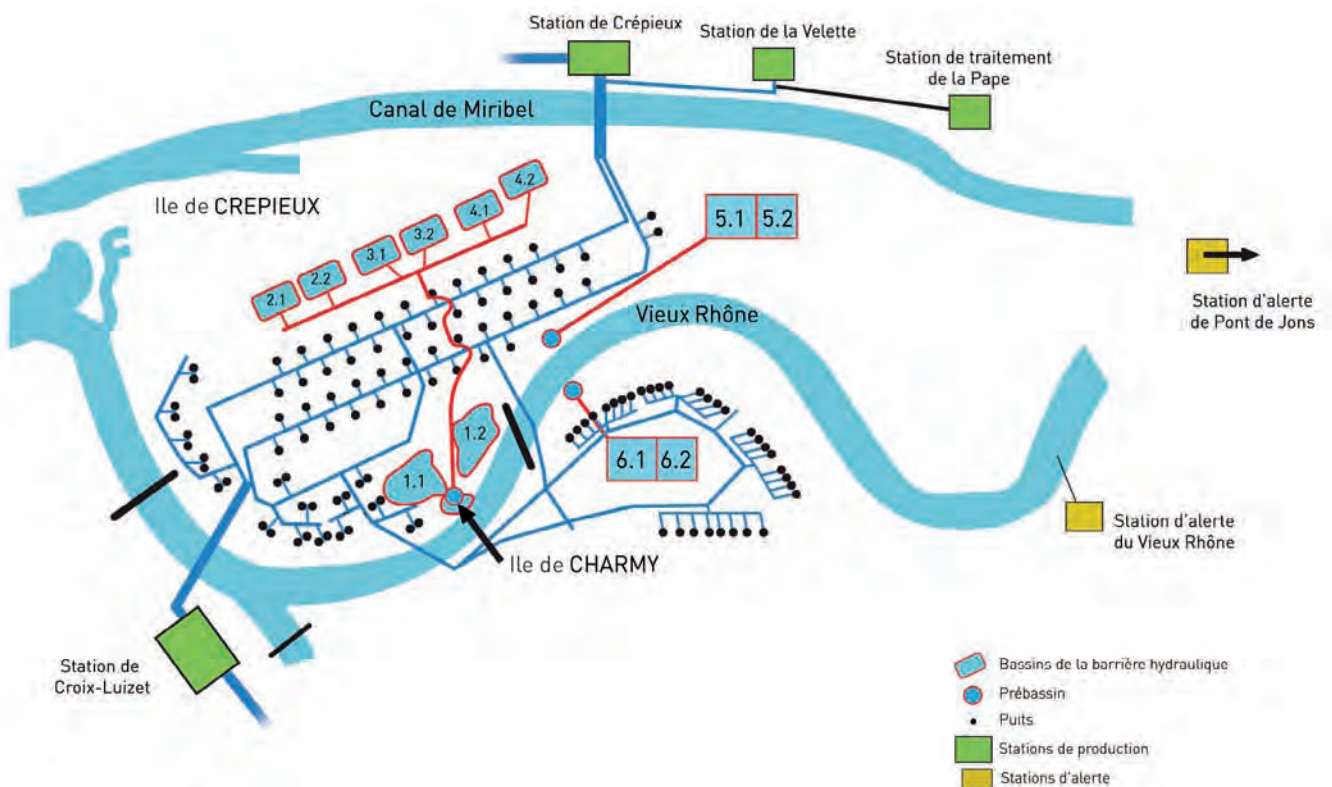 Station de Crépieux
Station de la Velette
Station de traitement
de la Pape
Canal de Miribel
Ile de CREPIEUX
4.2
4.1
3.2
3.1
2.2
2.1
5.1
5.2
Station d'alerte
de Pont de Jons
Vieux Rhône
1.2
1.1
6.1
6.2
Ile de CHARMY
Station d'alerte
du Vieux Rhône
Station de
Croix-Luizet
Bassins de la barrière hydraulique
Prébassin
Puits
Stations de production
Stations d'alerte